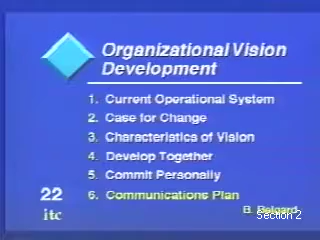 Organizational Vision
Development
1. Current Operational System
2. Case for Change
3. Characteristics of Vision
4. Develop Together
5. Commit Personally
6. Communications Plan
22
itc
B. Belgard
Section 2